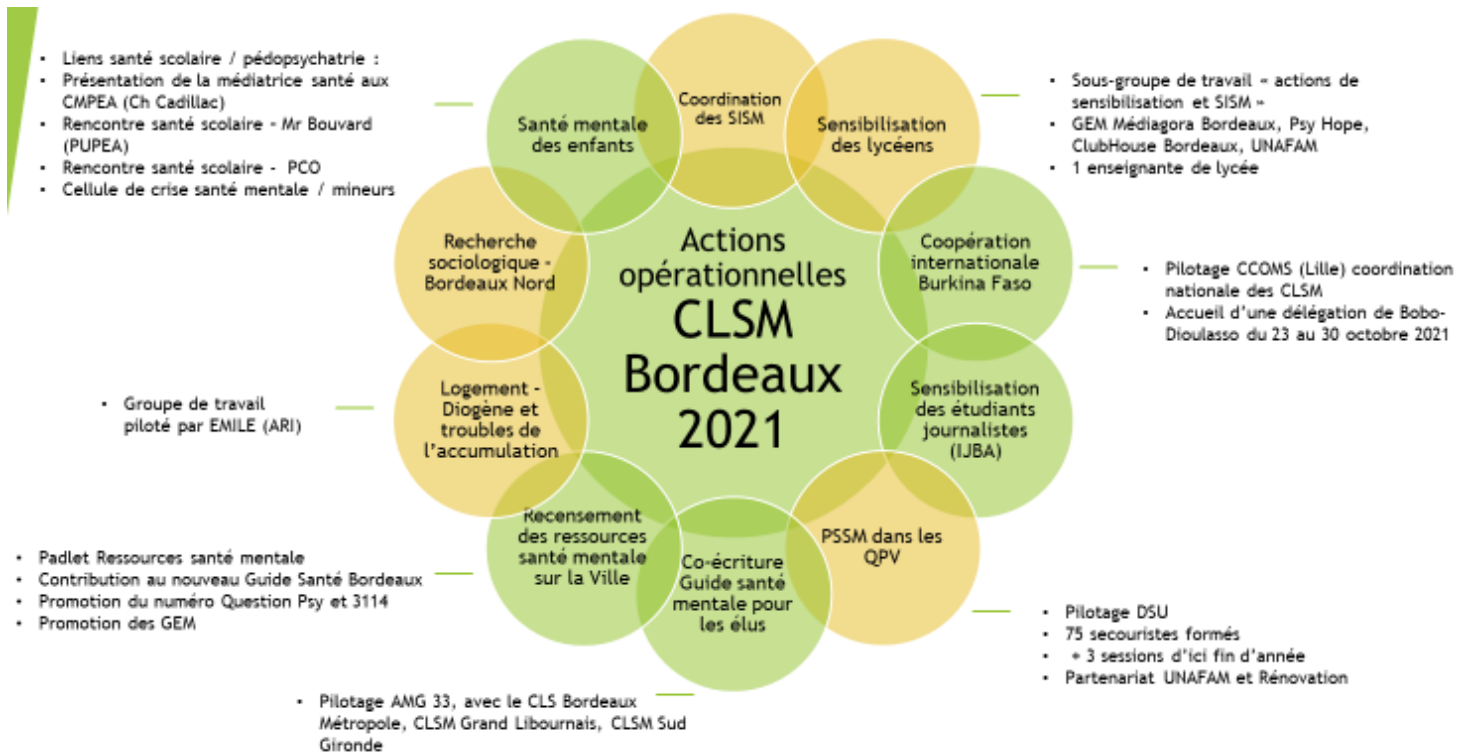 • Liens santé scolaire / pédopsychatrie :
• Présentation de la médiatrice santé aux
CMPEA (Ch Cadillac)
• Rencontre santé scolaire - Mr Bouvard
(PUPEA)
• Rencontre santé scolaire - PCO
• Cellule de crise santé mentale / mineurs
Santé mentale
des enfants
Coordination
des SISM
Sensibilisation
des lycéens
• Sous-groupe de travail « actions de
sensibilisation et SISM »
• GEM Médiagora Bordeaux, Psy Hope,
ClubHouse Bordeaux, UNAFAM
• 1 enseignante de lycée
Recherche
sociologique -
Bordeaux Nord
Actions
opérationnelles
CLSM
Bordeaux
2021
Coopération
internationale
Burkina Faso
• Pilotage CCOMS (Lille) coordination
nationale des CLSM
• Accueil d'une délégation de Bobo-
Dioulasso du 23 au 30 octobre 2021
• Groupe de travail
piloté par EMILE (ARI)
Logement -
Diogène et
troubles de
l'accumulation
Sensibilisation
des étudiants
journalistes
(IJBA)
• Padlet Ressources santé mentale
• Contribution au nouveau Guide Santé Bordeaux
• Promotion du numéro Question Psy et 3114
• Promotion des GEM
Recensement
des ressources
santé mentale
sur la Ville
Co-écriture
Guide santé
mentale pour
les élus
PSSM dans les
QPV
• Pilotage DSU
• 75 secouristes formés
• + 3 sessions d'ici fin d'année
• Partenariat UNAFAM et Rénovation
• Pilotage AMG 33, avec le CLS Bordeaux
Métropole, CLSM Grand Libournais, CLSM Sud
Gironde